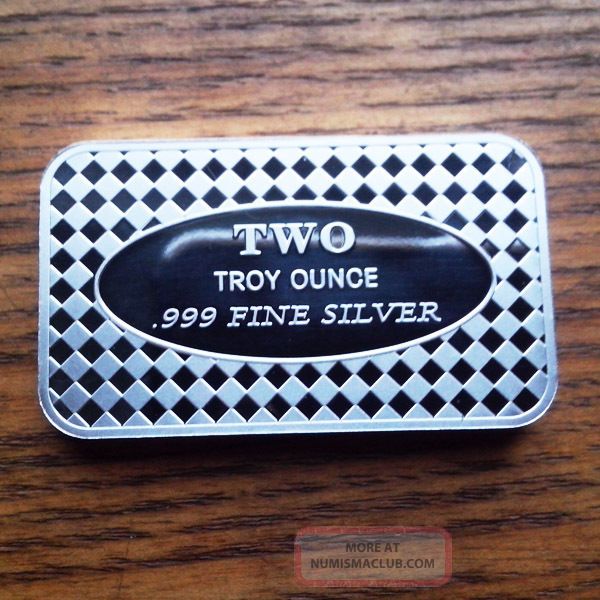 TWO
TROY OUNCE
.999 FINE SILVER
MORE AT
NUMISMACLUB.COM